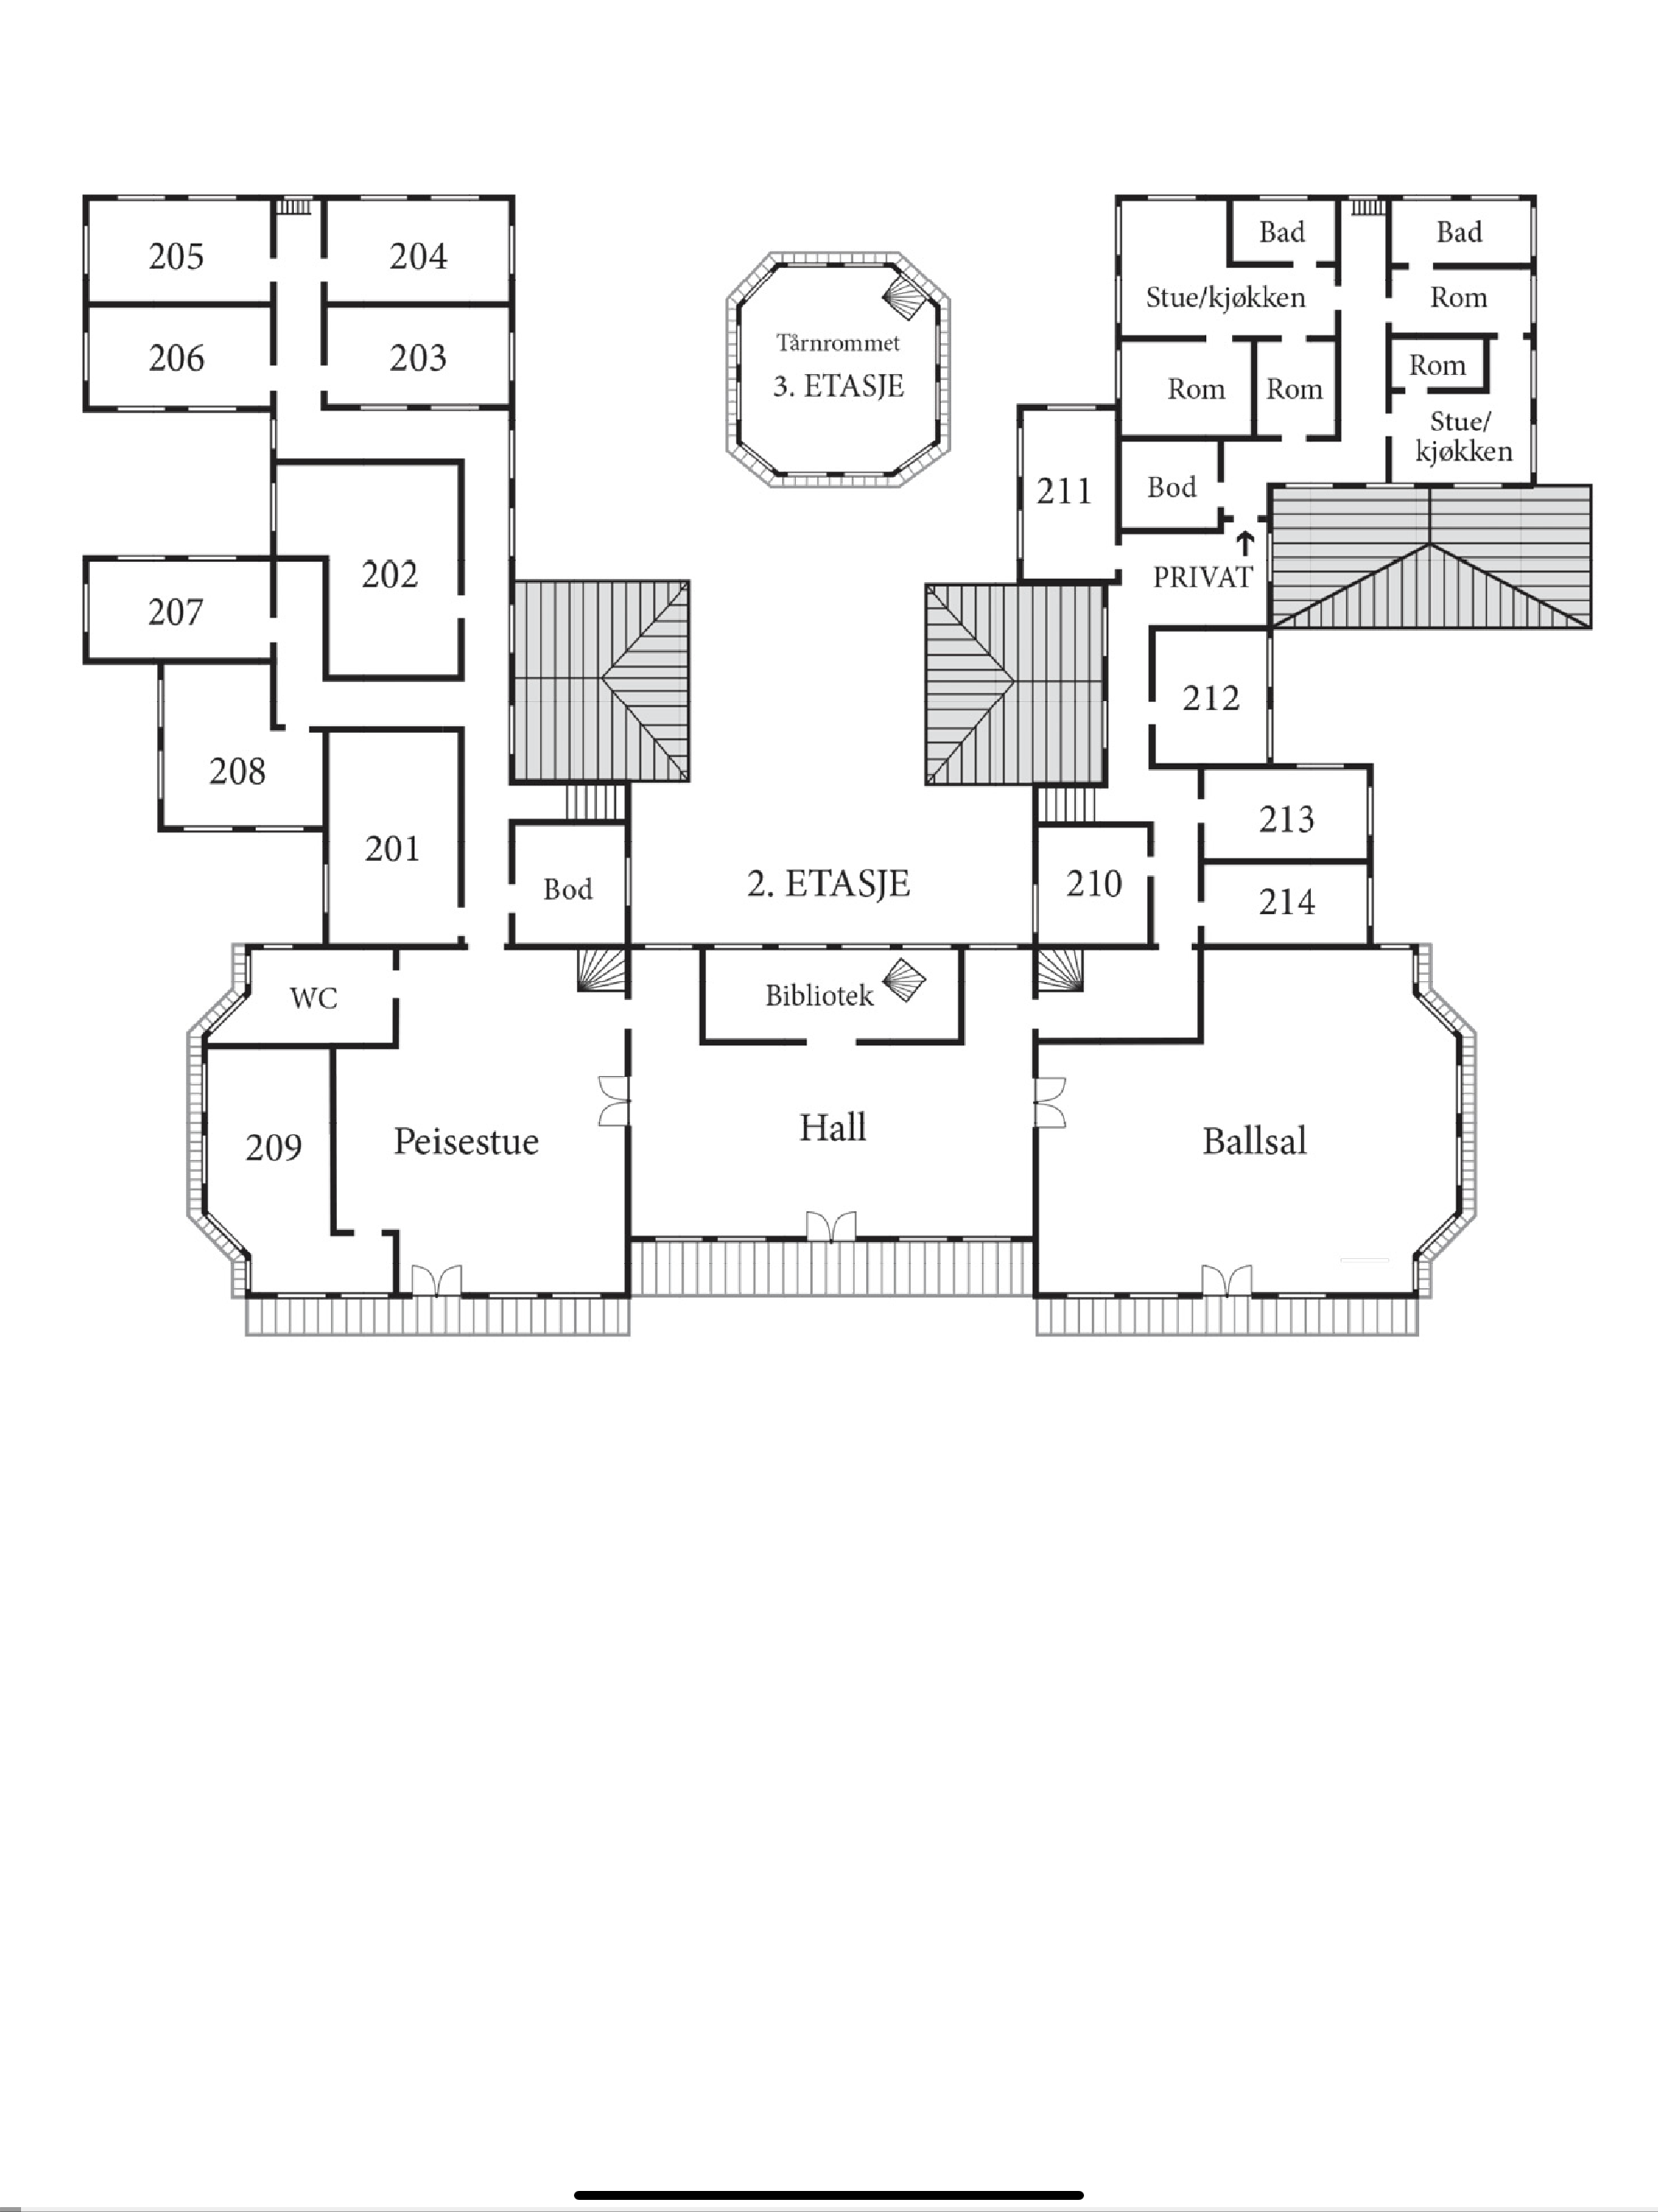 205
204
206
203
Tårnrommet
3. ETASJE
Bad
Bad
Stue/kjøkken
Rom
Rom
Rom
Rom
Stue/
kjøkken
211
Bod
PRIVAT
202
207
208
201
Bod
2. ETASJE
210
212
213
214
WC
Bibliotek
209
Peisestue
Hall
Ballsal